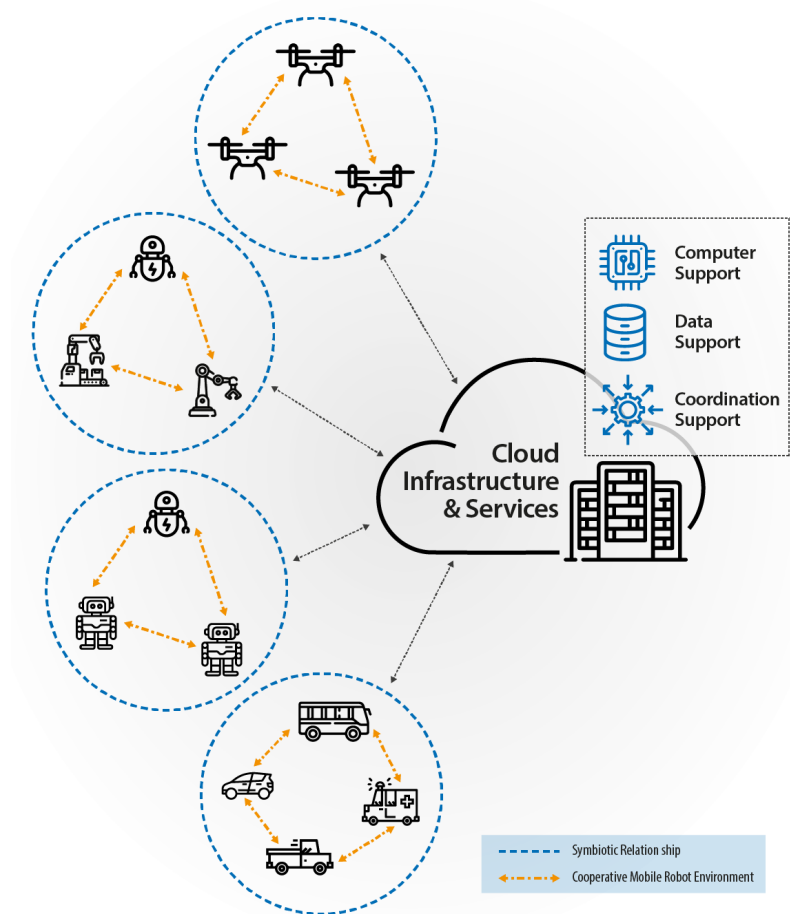 Computer
Support
Data
Support
Coordination
Support
Cloud
Infrastructure
& Services
Symbiotic Relation ship
Cooperative Mobile Robot Environment